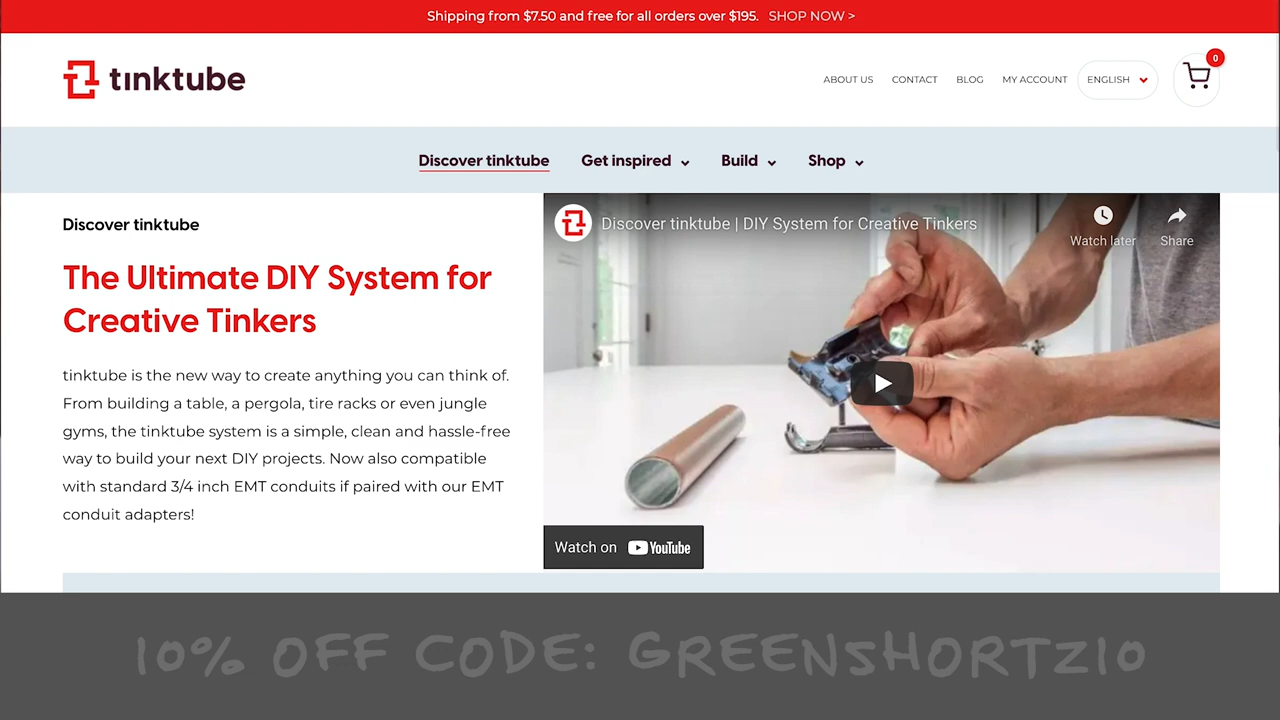 Shipping from $7.50 and free for all orders over $195. SHOP NOW >
tinktube
ABOUT US CONTACT BLOG MY ACCOUNT ENGLISH 0
Discover tinktube Get inspired Build Shop
Discover tinktube
The Ultimate DIY System for
Creative Tinkers
tinktube is the new way to create anything you can think of.
From building a table, a pergola, tire racks or even jungle
gyms, the tinktube system is a simple, clean and hassle-free
way to build your next DIY projects. Now also compatible
with standard 3/4 inch EMT conduits if paired with our EMT
conduit adapters!
Discover tinktube | DIY System for Creative Tinkers
Watch later Share
Watch on YouTube
10% OFF CODE: GREENSHORTZ10